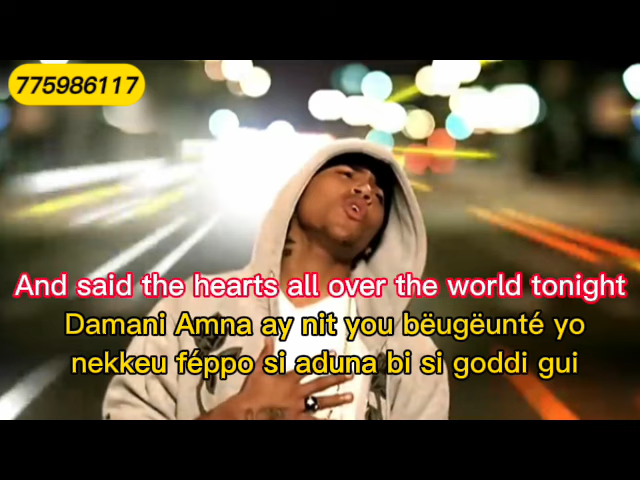 775986117
And said the hearts all over the world tonight
Damani Amna ay nit you bëugëunté yo
nekkeu féppo si aduna bi si goddi gui